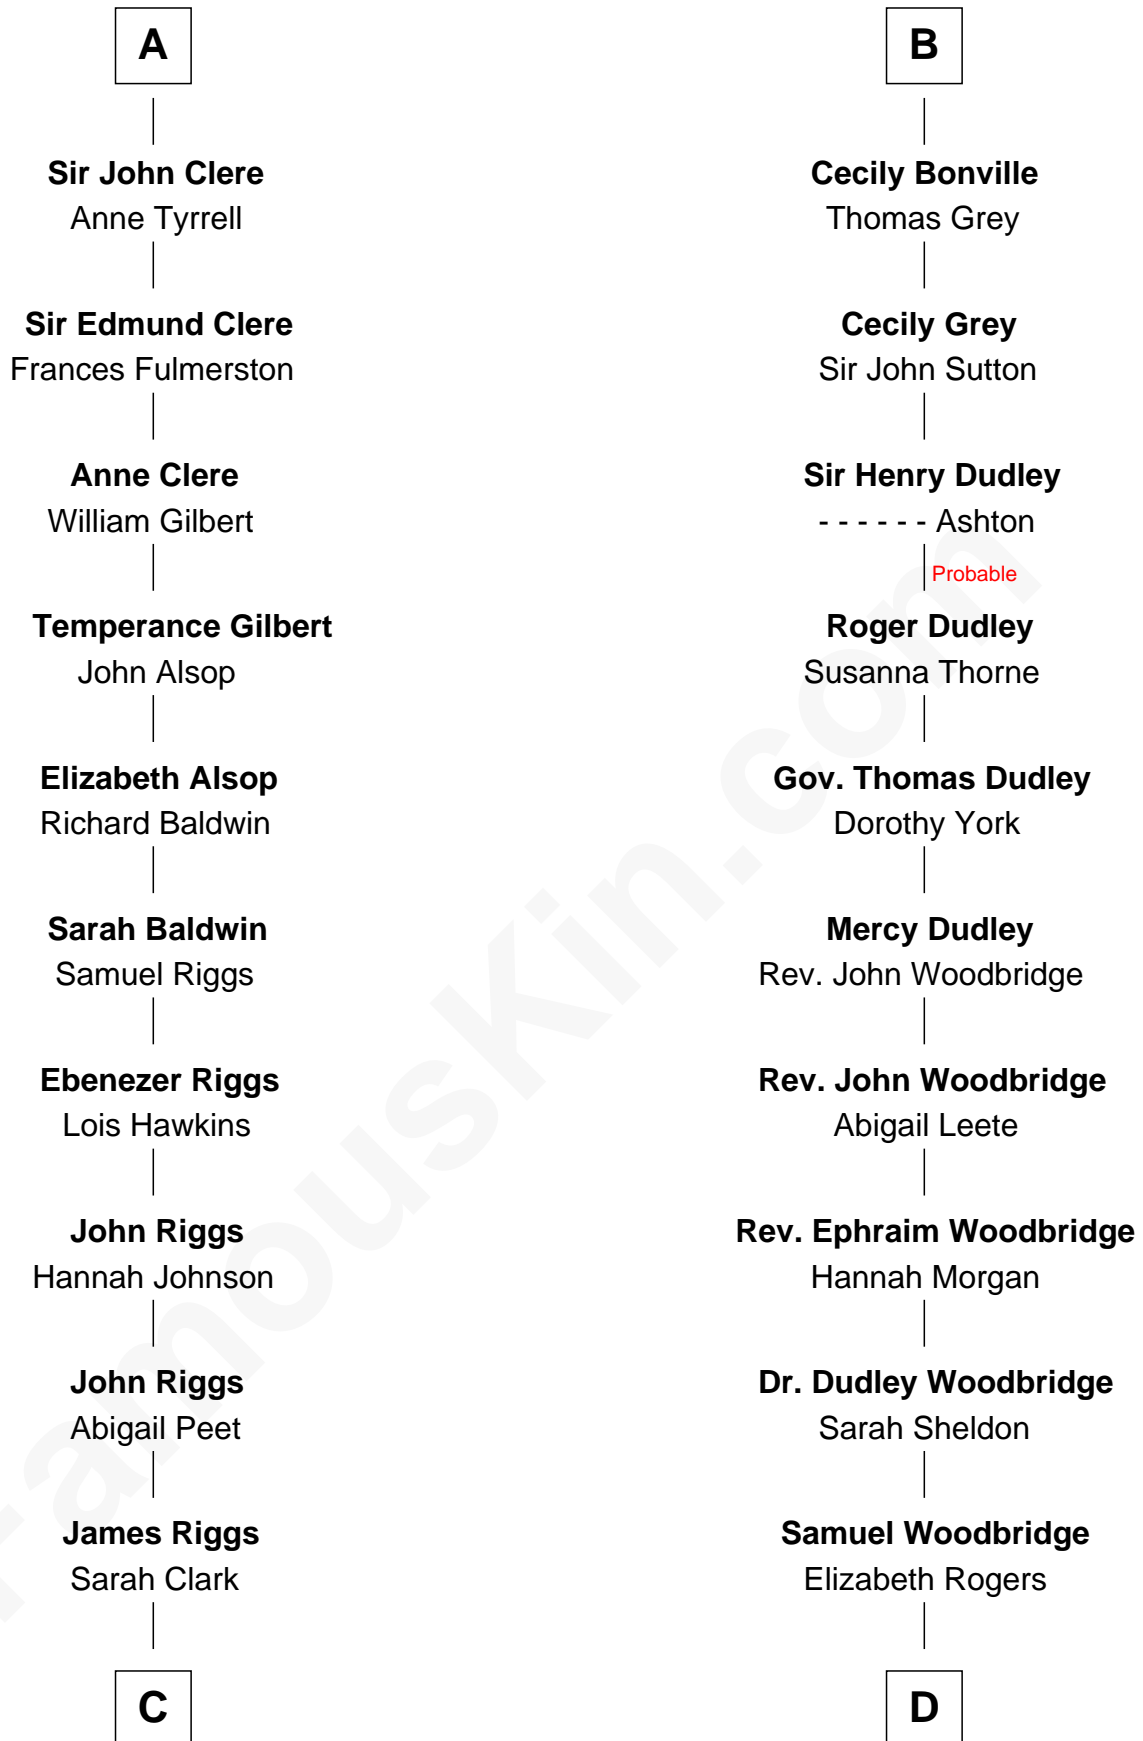 A
Sir John Clere
Anne Tyrrell
Sir Edmund Clere
Frances Fulmerston
Anne Clere
William Gilbert
Temperance Gilbert
John Alsop
Elizabeth Alsop
Richard Baldwin
Sarah Baldwin
Samuel Riggs
Ebenezer Riggs
Lois Hawkins
John Riggs
Hannah Johnson
John Riggs
Abigail Peet
James Riggs
Sarah Clark
C
B
Cecily Bonville
Thomas Grey
Cecily Grey
Sir John Sutton
Sir Henry Dudley
- - - - - - Ashton
Probable
Roger Dudley
Susanna Thorne
Gov. Thomas Dudley
Dorothy York
Mercy Dudley
Rev. John Woodbridge
Rev. John Woodbridge
Abigail Leete
Rev. Ephraim Woodbridge
Hannah Morgan
Dr. Dudley Woodbridge
Sarah Sheldon
Samuel Woodbridge
Elizabeth Rogers
D
FamousKin.com